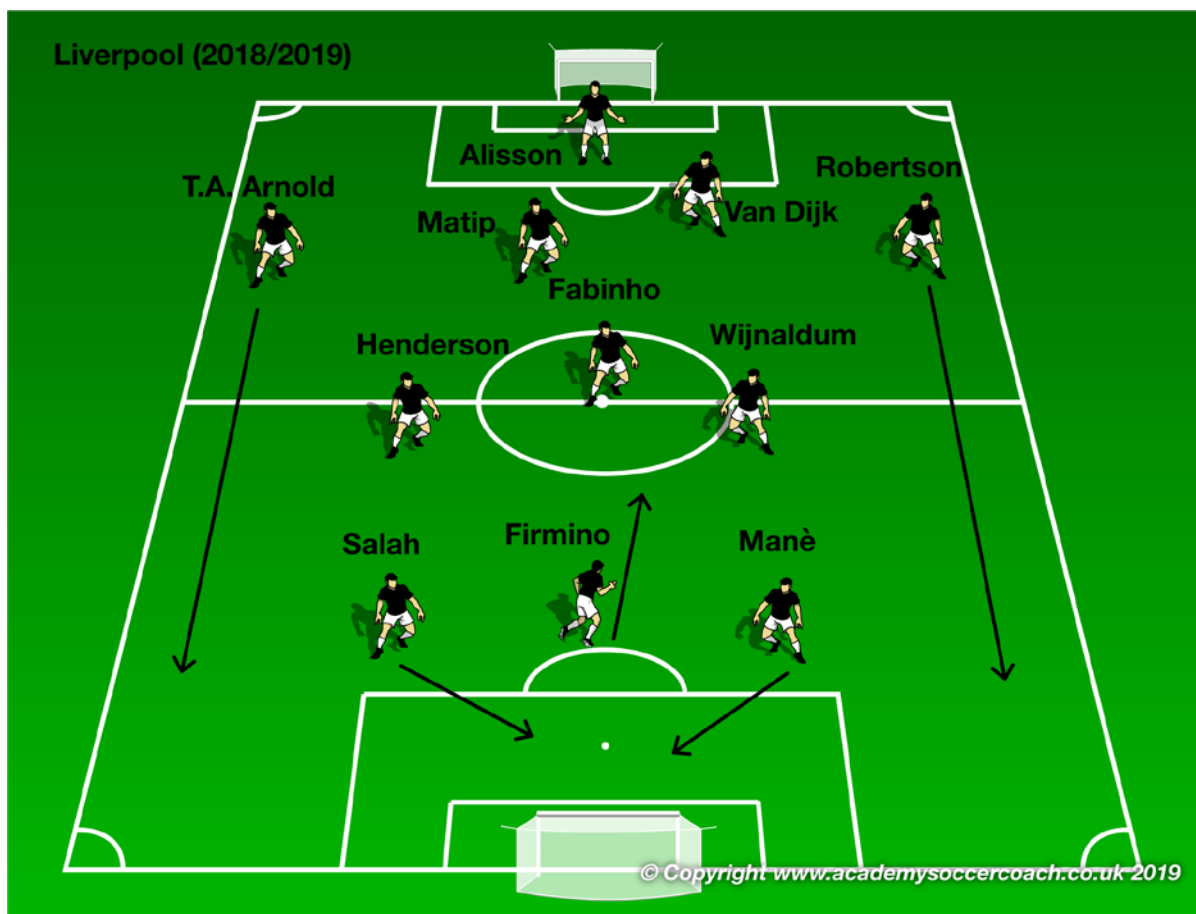 Liverpool (2018/2019)
Alisson
T.A. Arnold
Robertson
Matip
Van Dijk
Fabinho
Henderson
Wijnaldum
Salah
Firmino
Manè
© Copyright www.academysoccercoach.co.uk 2019